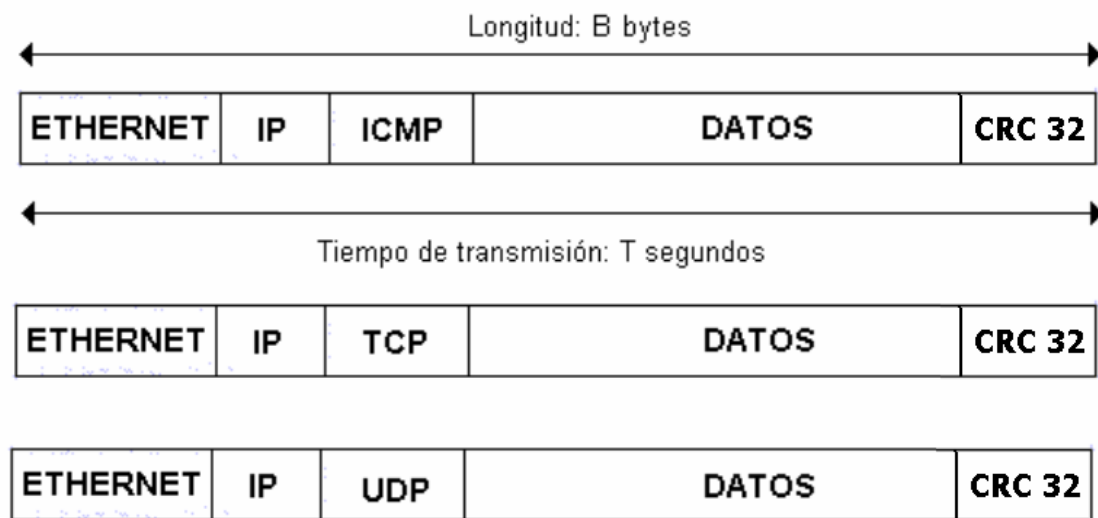 Longitud: B bytes
ETHERNET IP ICMP DATOS CRC 32
Tiempo de transmisión: T segundos
ETHERNET IP TCP DATOS CRC 32
ETHERNET IP UDP DATOS CRC 32